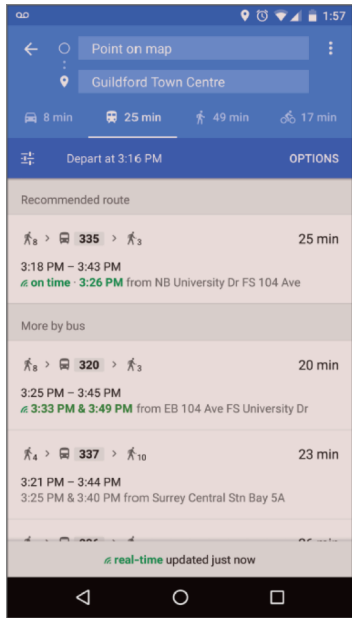 1:57
Point on map
Guildford Town Centre
8 min 25 min 49 min 17 min
Depart at 3:16 PM OPTIONS
Recommended route
8 > 335 > 3 25 min
3:18 PM – 3:43 PM
on time · 3:26 PM from NB University Dr FS 104 Ave
More by bus
8 > 320 > 3 20 min
3:25 PM – 3:45 PM
3:33 PM & 3:49 PM from EB 104 Ave FS University Dr
4 > 337 > 10 23 min
3:21 PM – 3:44 PM
3:25 PM & 3:40 PM from Surrey Central Stn Bay 5A
real-time updated just now